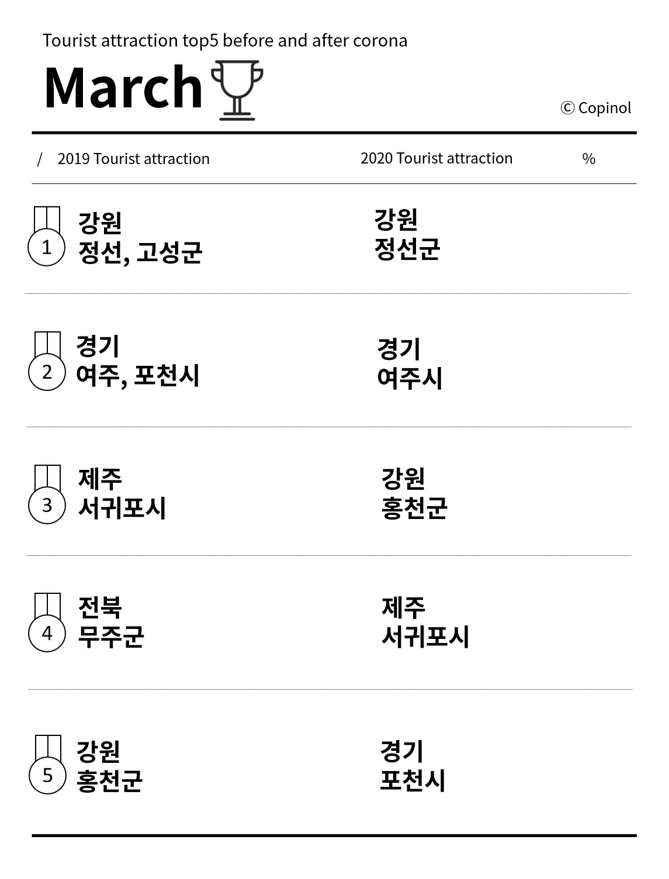 Tourist attraction top5 before and after corona
March
Ⓒ Copinol
/ 2019 Tourist attraction 2020 Tourist attraction %
1
강원
정선, 고성군
강원
정선군
2
경기
여주, 포천시
경기
여주시
3
제주
서귀포시
강원
홍천군
4
전북
무주군
제주
서귀포시
5
강원
홍천군
경기
포천시